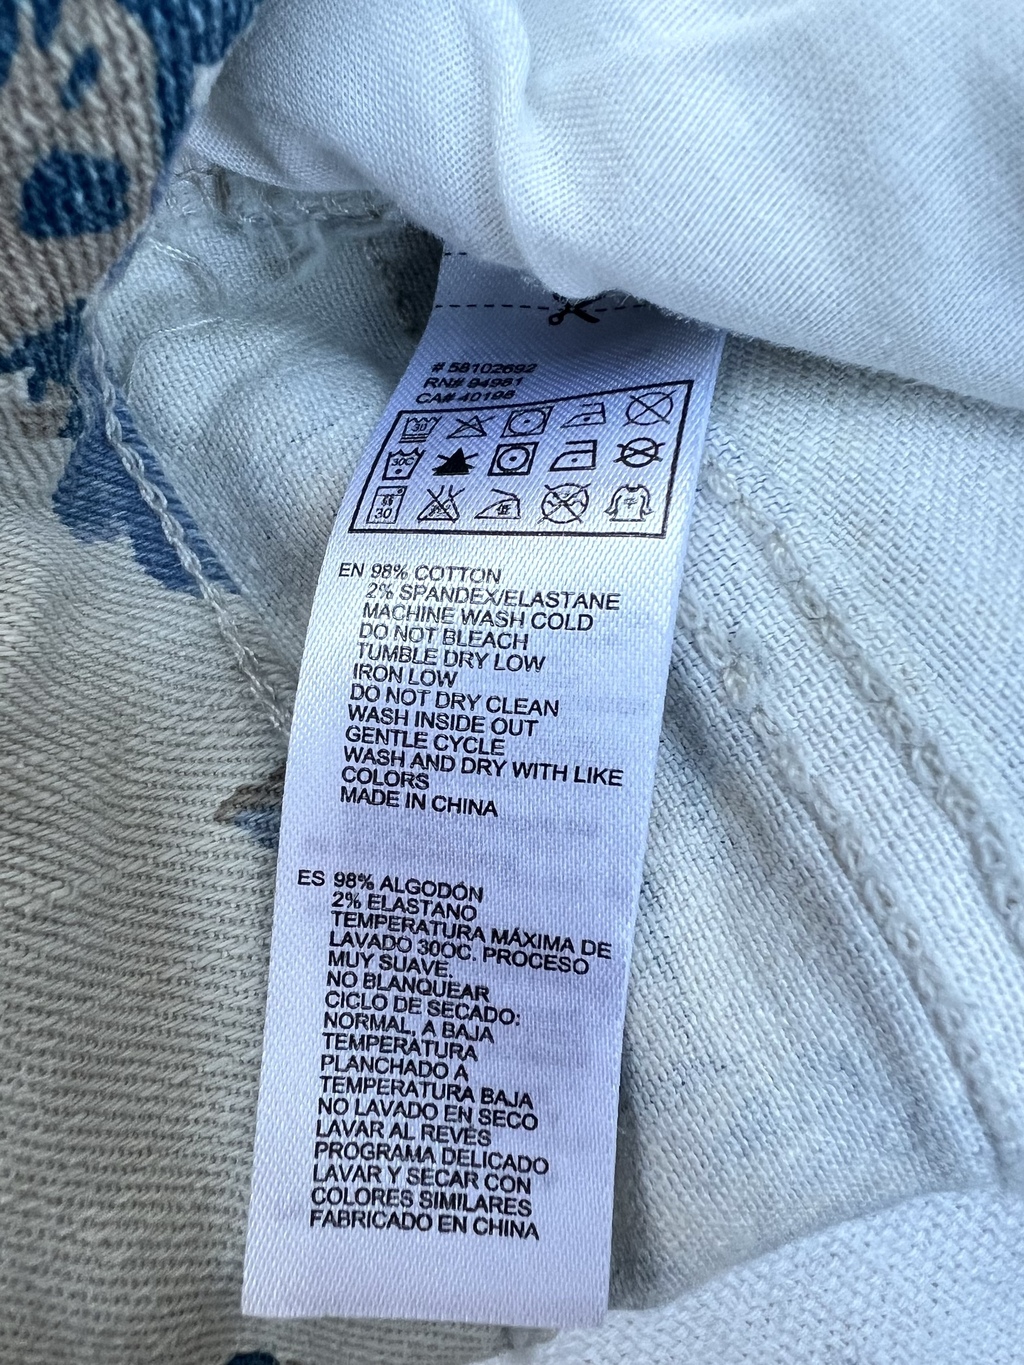 # 58102692
RN# 94981
CA# 40198
30
30C
30
EN 98% COTTON
2% SPANDEX/ELASTANE
MACHINE WASH COLD
DO NOT BLEACH
TUMBLE DRY LOW
IRON LOW
DO NOT DRY CLEAN
WASH INSIDE OUT
GENTLE CYCLE
WASH AND DRY WITH LIKE
COLORS
MADE IN CHINA
ES 98% ALGODÓN
2% ELASTANO
TEMPERATURA MÁXIMA DE
LAVADO 30OC. PROCESO
MUY SUAVE.
NO BLANQUEAR
CICLO DE SECADO:
NORMAL, A BAJA
TEMPERATURA
PLANCHADO A
TEMPERATURA BAJA
NO LAVADO EN SECO
LAVAR AL REVÉS
PROGRAMA DELICADO
LAVAR Y SECAR CON
COLORES SIMILARES
FABRICADO EN CHINA